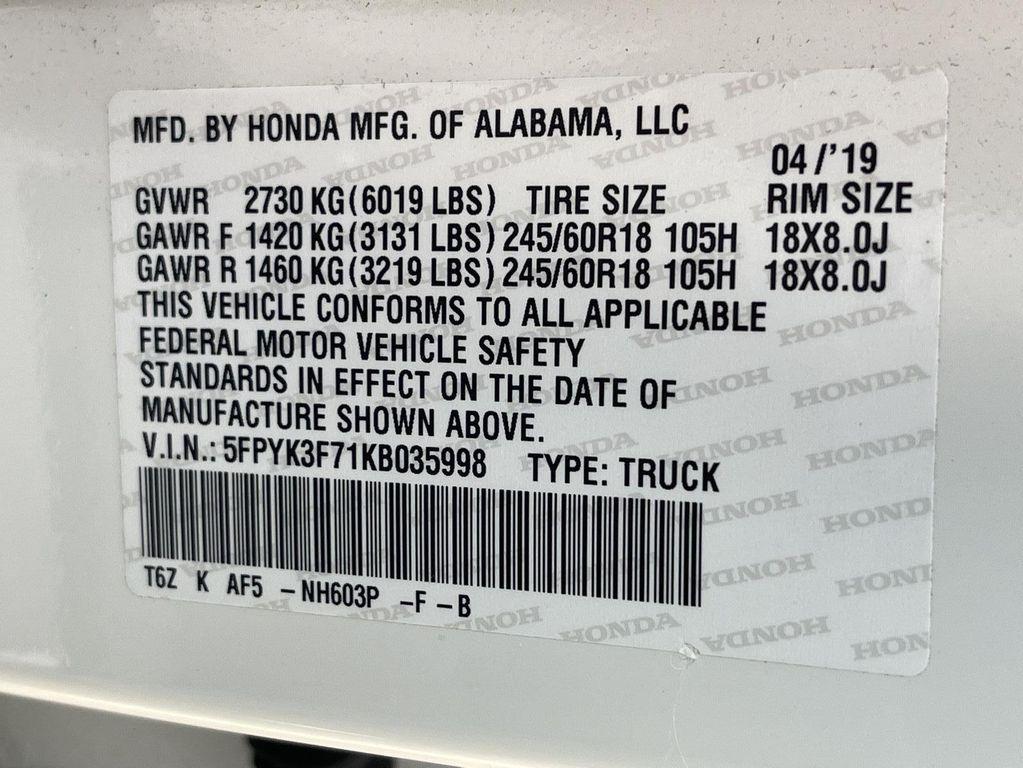 MFD. BY HONDA MFG. OF ALABAMA, LLC
04/'19
GVWR 2730 KG(6019 LBS) TIRE SIZE RIM SIZE
GAWR F 1420 KG(3131 LBS) 245/60R18 105H 18X8.0J
GAWR R 1460 KG(3219 LBS) 245/60R18 105H 18X8.0J
THIS VEHICLE CONFORMS TO ALL APPLICABLE
FEDERAL MOTOR VEHICLE SAFETY
STANDARDS IN EFFECT ON THE DATE OF
MANUFACTURE SHOWN ABOVE.
V.I.N.: 5FPYK3F71KB035998 TYPE: TRUCK
T6Z K AF5 -NH603P -F-B